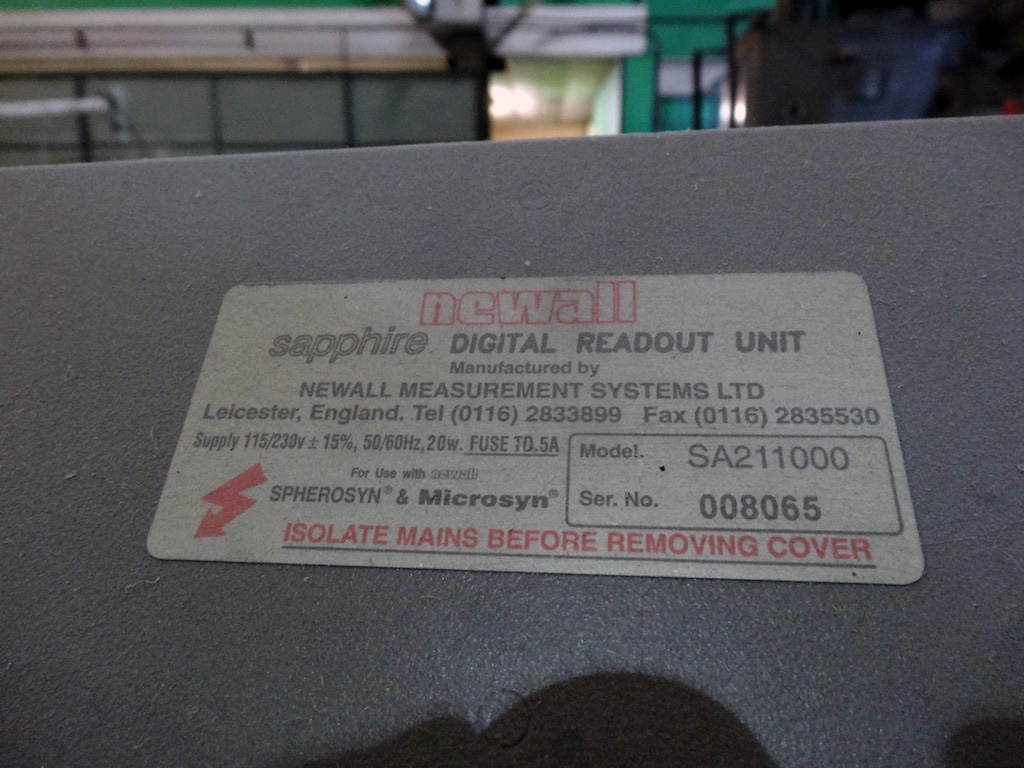 newall
sapphire DIGITAL READOUT UNIT
Manufactured by
NEWALL MEASUREMENT SYSTEMS LTD
Leicester, England. Tel (0116) 2833899 Fax (0116) 2835530
Supply 115/230v ± 15%, 50/60Hz, 20w. FUSE TO.5A
For Use with newall
SPHEROSYN® & Microsyn®
Model. SA211000
Ser. No. 008065
ISOLATE MAINS BEFORE REMOVING COVER